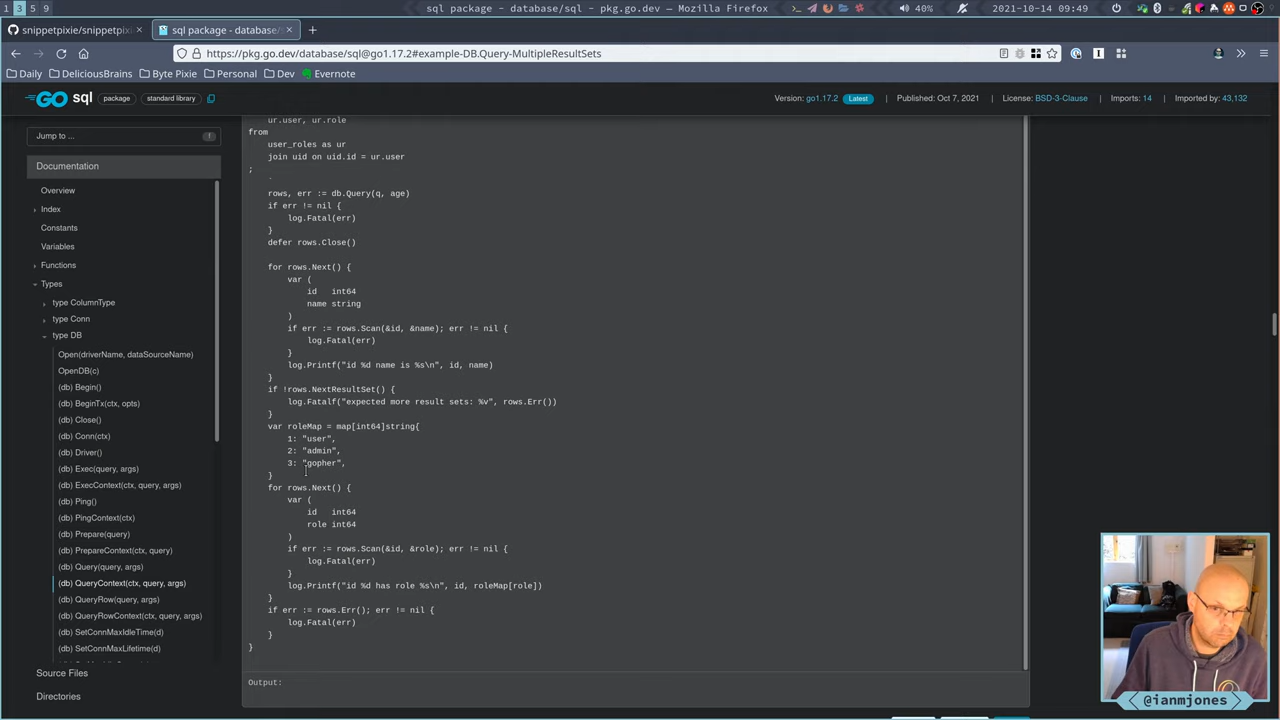 1 3 5 9
sql package - database/sql - pkg.go.dev — Mozilla Firefox
40%
2021-10-14 09:49
snippetpixie/snippetpixi
sql package - database/
https://pkg.go.dev/database/sql@go1.17.2#example-DB.Query-MultipleResultSets
Daily
DeliciousBrains
Byte Pixie
Personal
Dev
Evernote
GO sql
package
standard library
Version: go1.17.2
Latest
Published: Oct 7, 2021
License: BSD-3-Clause
Imports: 14
Imported by: 43,132
Jump to ...
f
Documentation
Overview
Index
Constants
Variables
Functions
Types
type ColumnType
type Conn
type DB
Open(driverName, dataSourceName)
OpenDB(c)
(db) Begin()
(db) BeginTx(ctx, opts)
(db) Close()
(db) Conn(ctx)
(db) Driver()
(db) Exec(query, args)
(db) ExecContext(ctx, query, args)
(db) Ping()
(db) PingContext(ctx)
(db) Prepare(query)
(db) PrepareContext(ctx, query)
(db) Query(query, args)
(db) QueryContext(ctx, query, args)
(db) QueryRow(query, args)
(db) QueryRowContext(ctx, query, args)
(db) SetConnMaxIdleTime(d)
(db) SetConnMaxLifetime(d)
Source Files
Directories
ur.user, ur.role
from
user_roles as ur
join uid on uid.id = ur.user
;
`
rows, err := db.Query(q, age)
if err != nil {
log.Fatal(err)
}
defer rows.Close()
for rows.Next() {
var (
id int64
name string
)
if err := rows.Scan(&id, &name); err != nil {
log.Fatal(err)
}
log.Printf("id %d name is %s\n", id, name)
}
if !rows.NextResultSet() {
log.Fatalf("expected more result sets: %v", rows.Err())
}
var roleMap = map[int64]string{
1: "user",
2: "admin",
3: "gopher",
}
for rows.Next() {
var (
id int64
role int64
)
if err := rows.Scan(&id, &role); err != nil {
log.Fatal(err)
}
log.Printf("id %d has role %s\n", id, roleMap[role])
}
if err := rows.Err(); err != nil {
log.Fatal(err)
}
}
Output:
@ianmjones